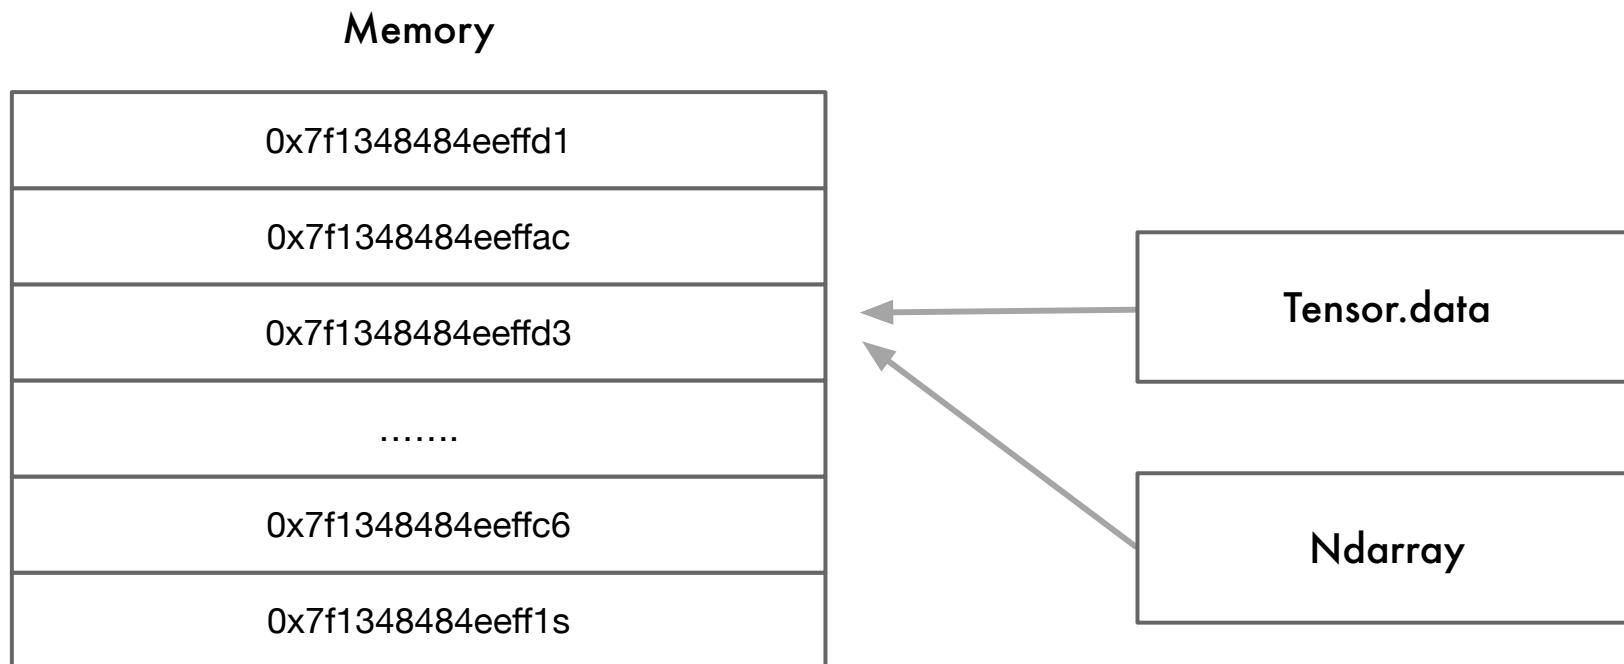 Memory
0x7f1348484eeffd1
0x7f1348484eeffac
0x7f1348484eeffd3
.......
0x7f1348484eeffc6
0x7f1348484eeff1s
Tensor.data
Ndarray